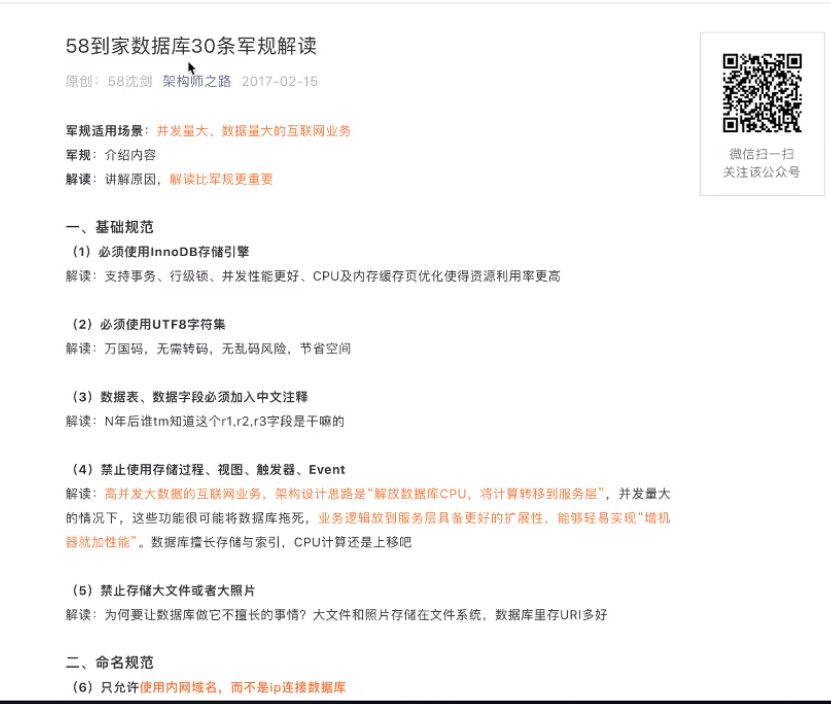 58到家数据库30条军规解读
原创：58沈剑 架构师之路 2017-02-15
微信扫一扫
关注该公众号
军规适用场景：并发量大、数据量大的互联网业务
军规：介绍内容
解读：讲解原因，解读比军规更重要
一、基础规范
（1）必须使用InnoDB存储引擎
解读：支持事务、行级锁、并发性能更好、CPU及内存缓存页优化使得资源利用率更高
（2）必须使用UTF8字符集
解读：万国码，无需转码，无乱码风险，节省空间
（3）数据表、数据字段必须加入中文注释
解读：N年后谁tm知道这个r1,r2,r3字段是干嘛的
（4）禁止使用存储过程、视图、触发器、Event
解读：高并发大数据的互联网业务，架构设计思路是“解放数据库CPU，将计算转移到服务层”，并发量大
的情况下，这些功能很可能将数据库拖死，业务逻辑放到服务层具备更好的扩展性，能够轻易实现“增机
器就加性能”。数据库擅长存储与索引，CPU计算还是上移吧
（5）禁止存储大文件或者大照片
解读：为何要让数据库做它不擅长的事情？大文件和照片存储在文件系统，数据库里存URI多好
二、命名规范
（6）只允许使用内网域名，而不是ip连接数据库